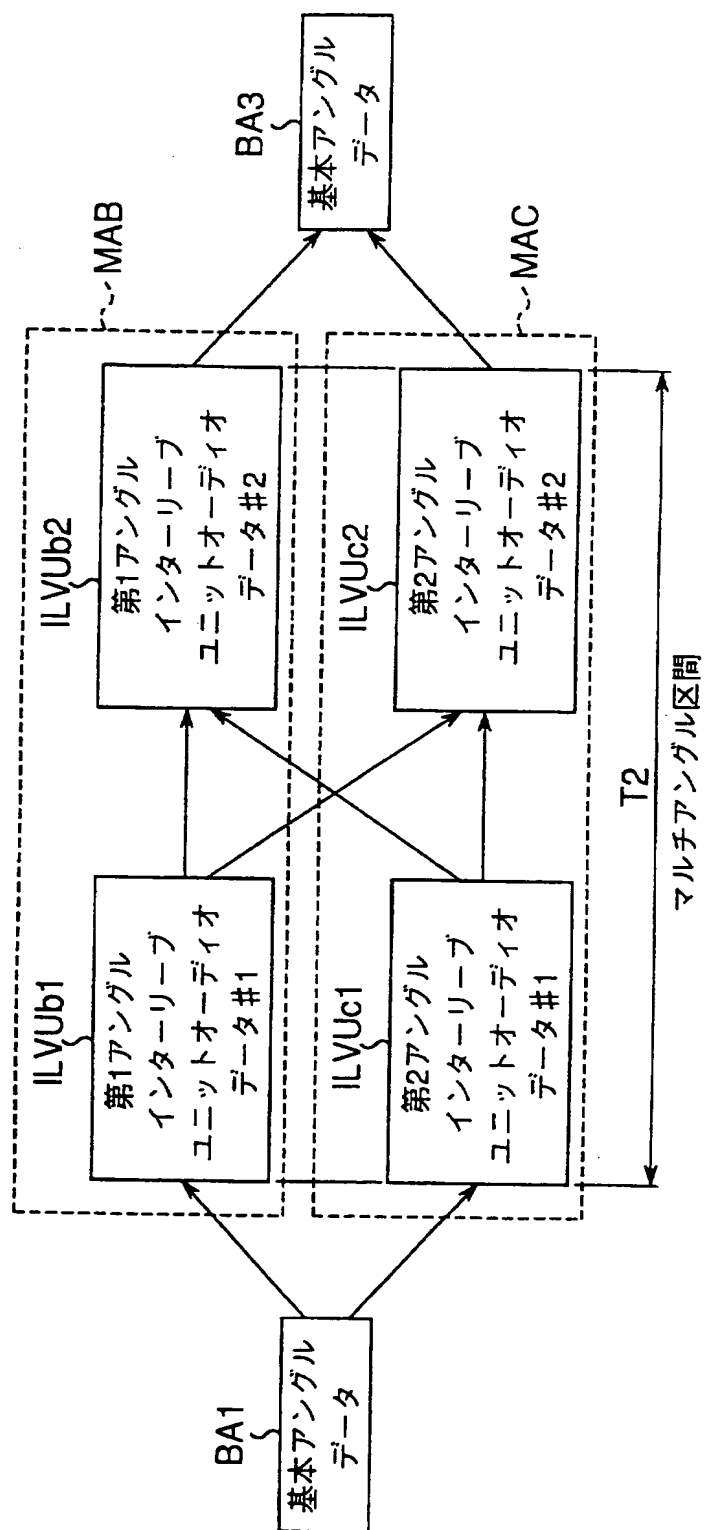 BA1
基本アングル
データ
MAB
ILVUb1
第1アングル
インターリーブ
ユニットオーディオ
データ#1
ILVUb2
第1アングル
インターリーブ
ユニットオーディオ
データ#2
ILVUc1
第2アングル
インターリーブ
ユニットオーディオ
データ#1
ILVUc2
第2アングル
インターリーブ
ユニットオーディオ
データ#2
MAC
BA3
基本アングル
データ
T2
マルチアングル区間